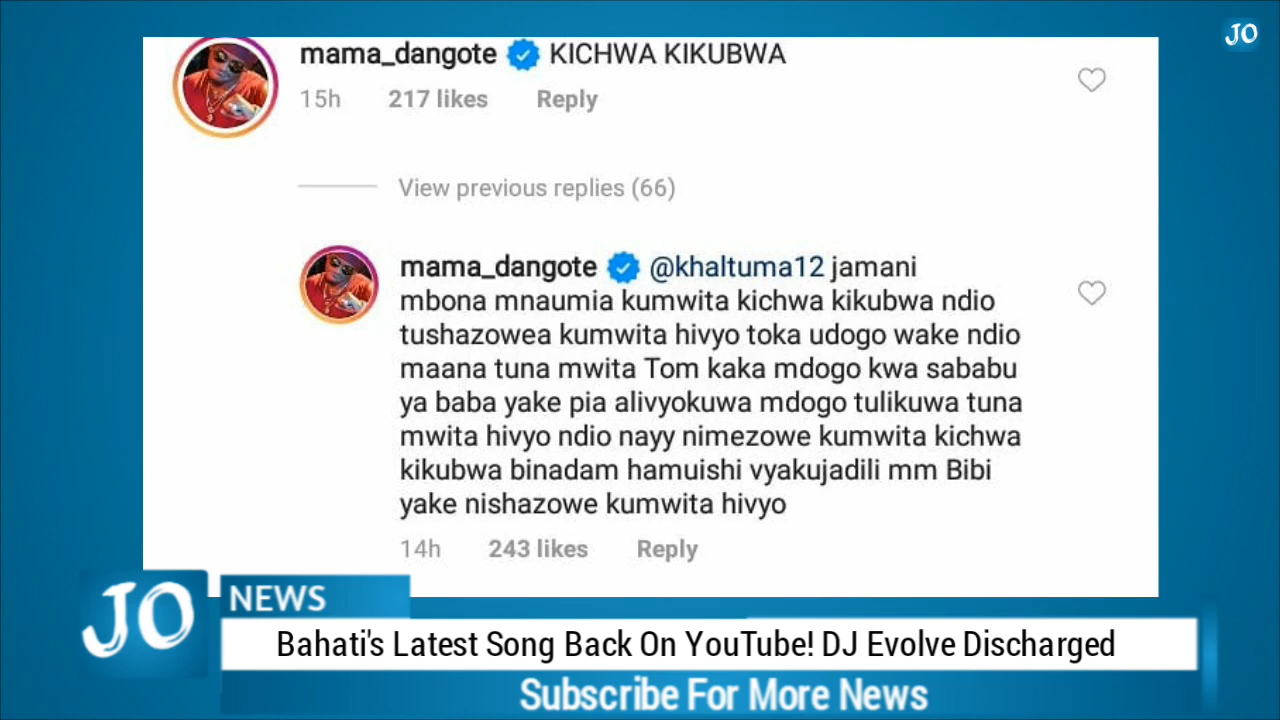 JO
mama_dangote KICHWA KIKUBWA
15h 217 likes Reply
View previous replies (66)
mama_dangote @khaltuma12 jamani
mbona mnaumia kumwita kichwa kikubwa ndio
tushazowea kumwita hivyo toka udogo wake ndio
maana tuna mwita Tom kaka mdogo kwa sababu
ya baba yake pia alivyokuwa mdogo tulikuwa tuna
mwita hivyo ndio nayy nimezowe kumwita kichwa
kikubwa binadam hamuishi vyakujadili mm Bibi
yake nishazowe kumwita hivyo
14h 243 likes Reply
JO NEWS
Bahati's Latest Song Back On YouTube! DJ Evolve Discharged
Subscribe For More News